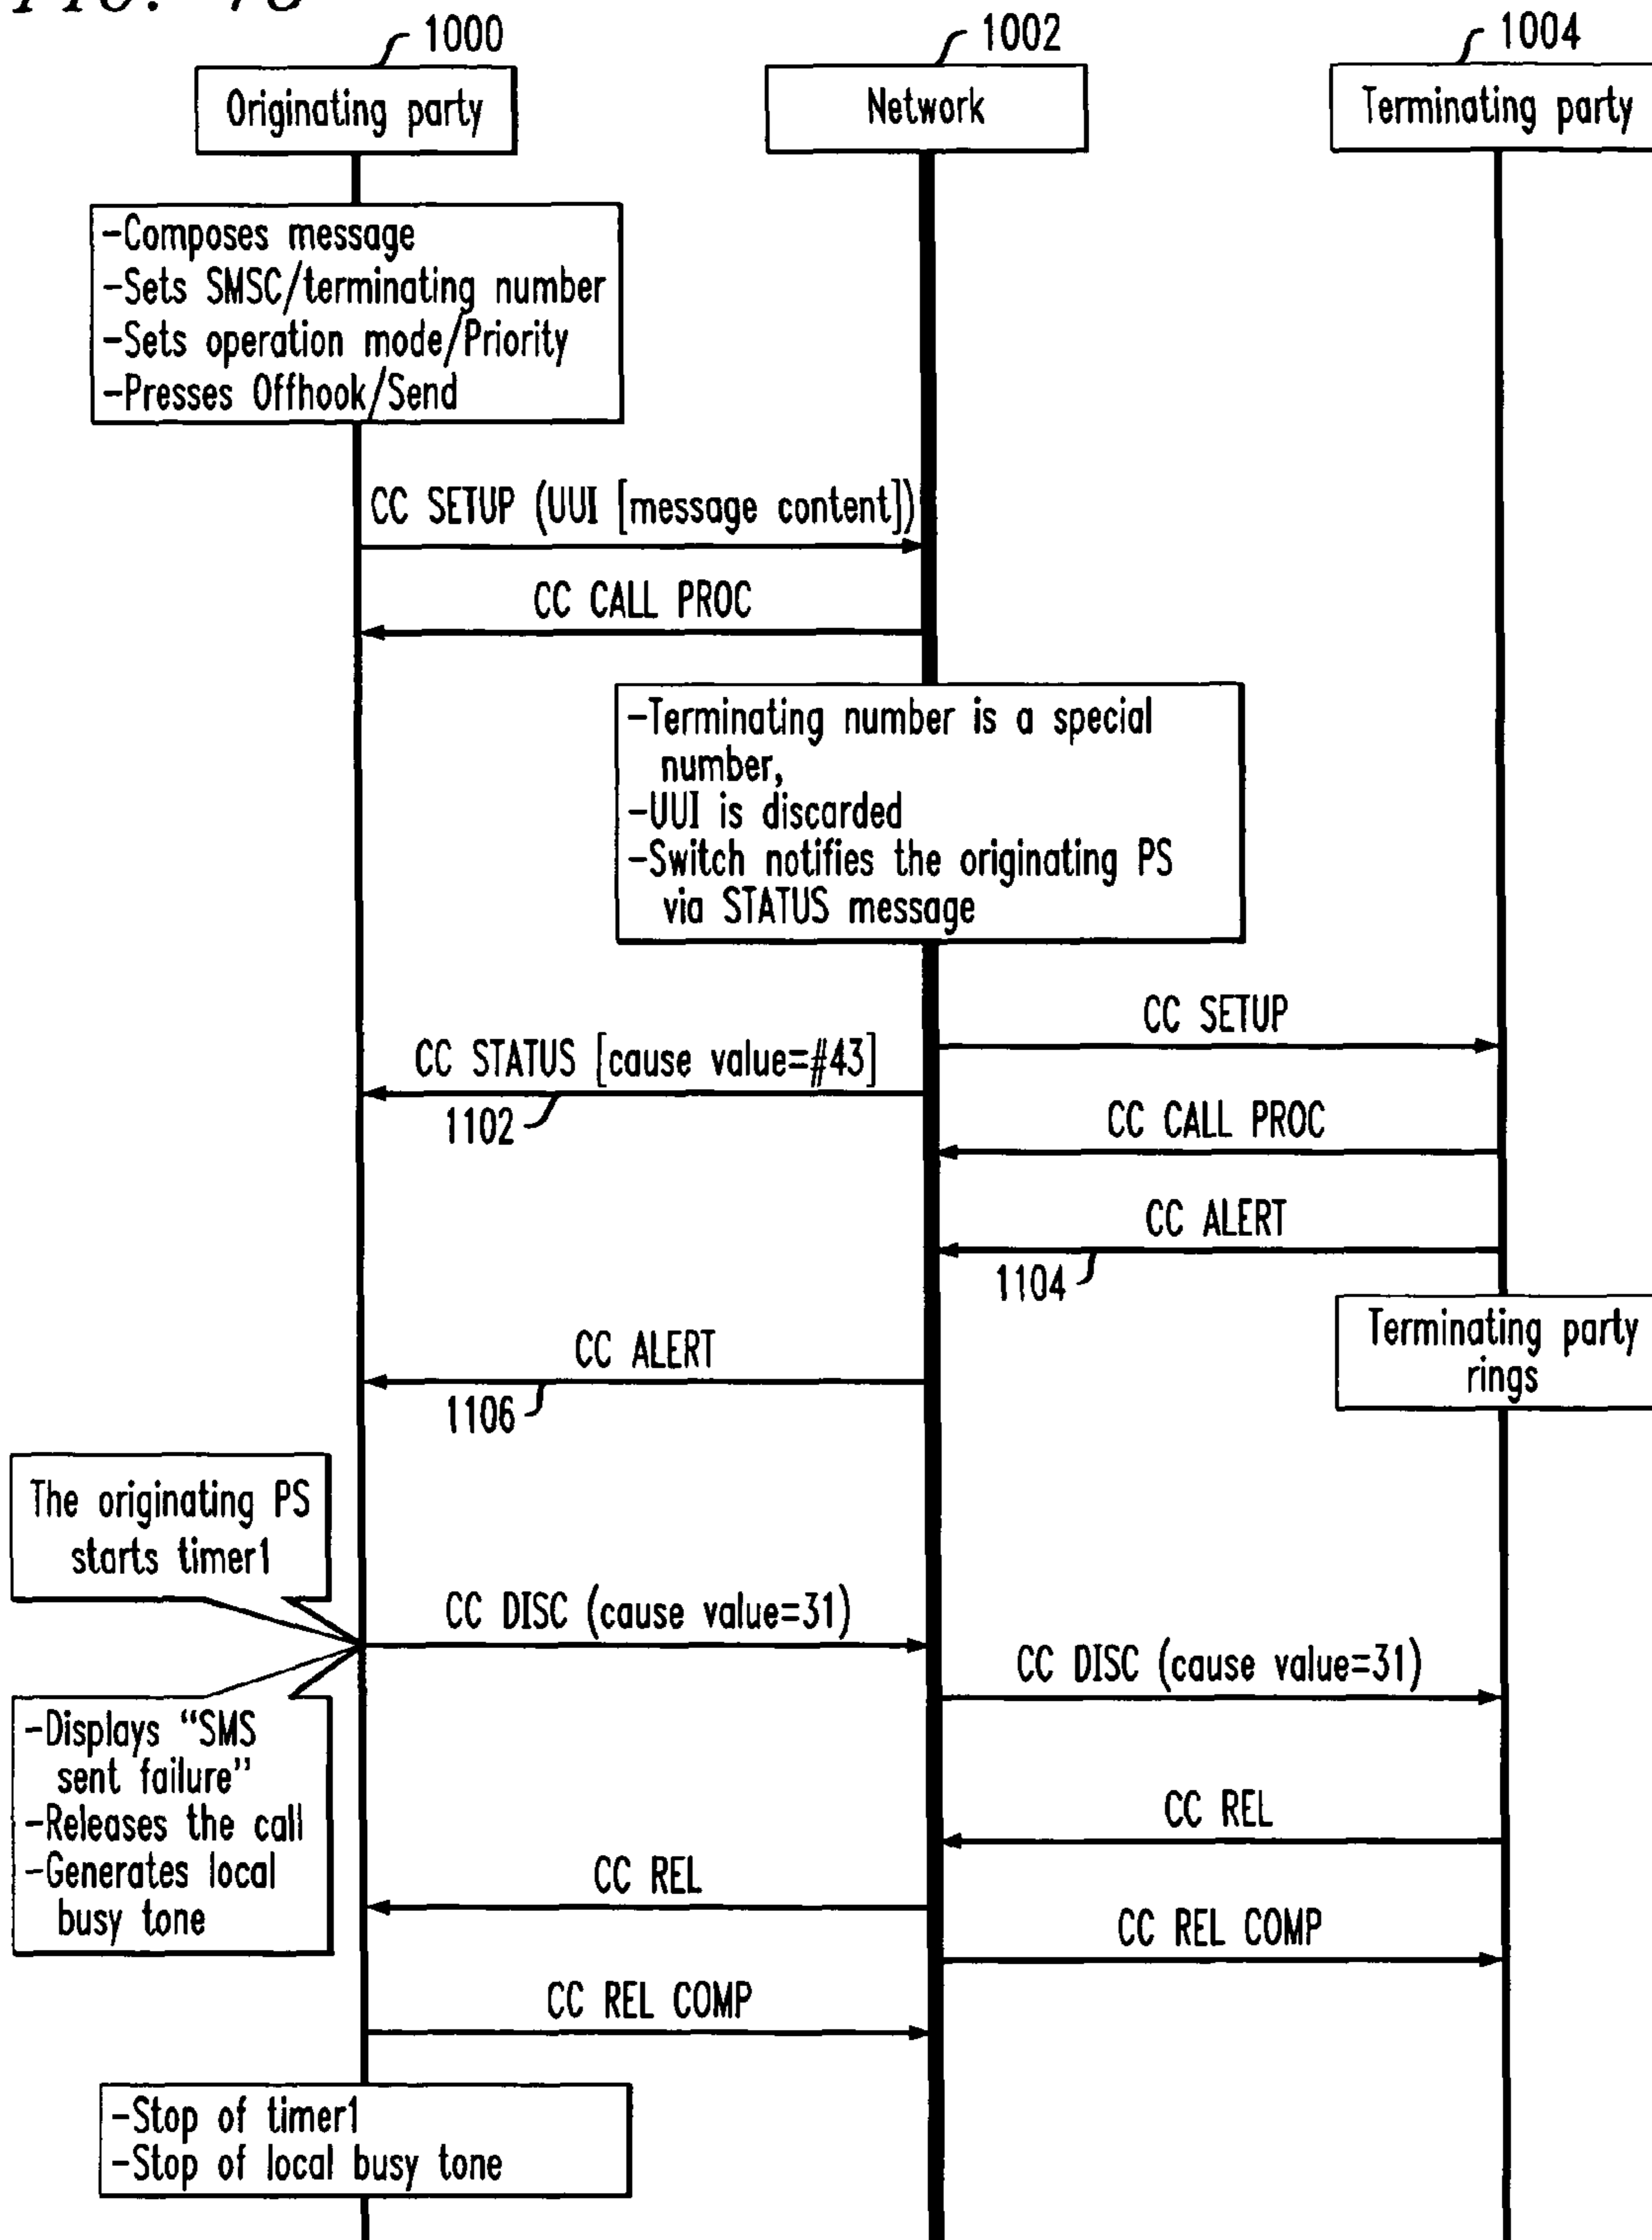 1000
1002
1004
Originating party
Network
Terminating party
-Composes message
-Sets SMSC/terminating number
-Sets operation mode/Priority
-Presses Offhook/Send
CC SETUP (UUI [message content])
CC CALL PROC
-Terminating number is a special
number,
-UUI is discarded
-Switch notifies the originating PS
via STATUS message
CC SETUP
CC STATUS [cause value=#43]
1102
CC CALL PROC
CC ALERT
1104
Terminating party
rings
CC ALERT
1106
The originating PS
starts timer1
CC DISC (cause value=31)
CC DISC (cause value=31)
-Displays “SMS
sent failure”
-Releases the call
-Generates local
busy tone
CC REL
CC REL
CC REL COMP
CC REL COMP
-Stop of timer1
-Stop of local busy tone